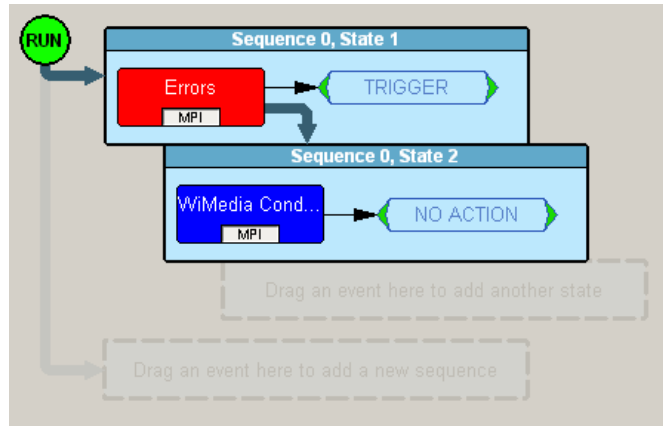 RUN
Sequence 0, State 1
Errors
TRIGGER
MPI
Sequence 0, State 2
WiMedia Cond...
NO ACTION
MPI
Drag an event here to add another state
Drag an event here to add a new sequence